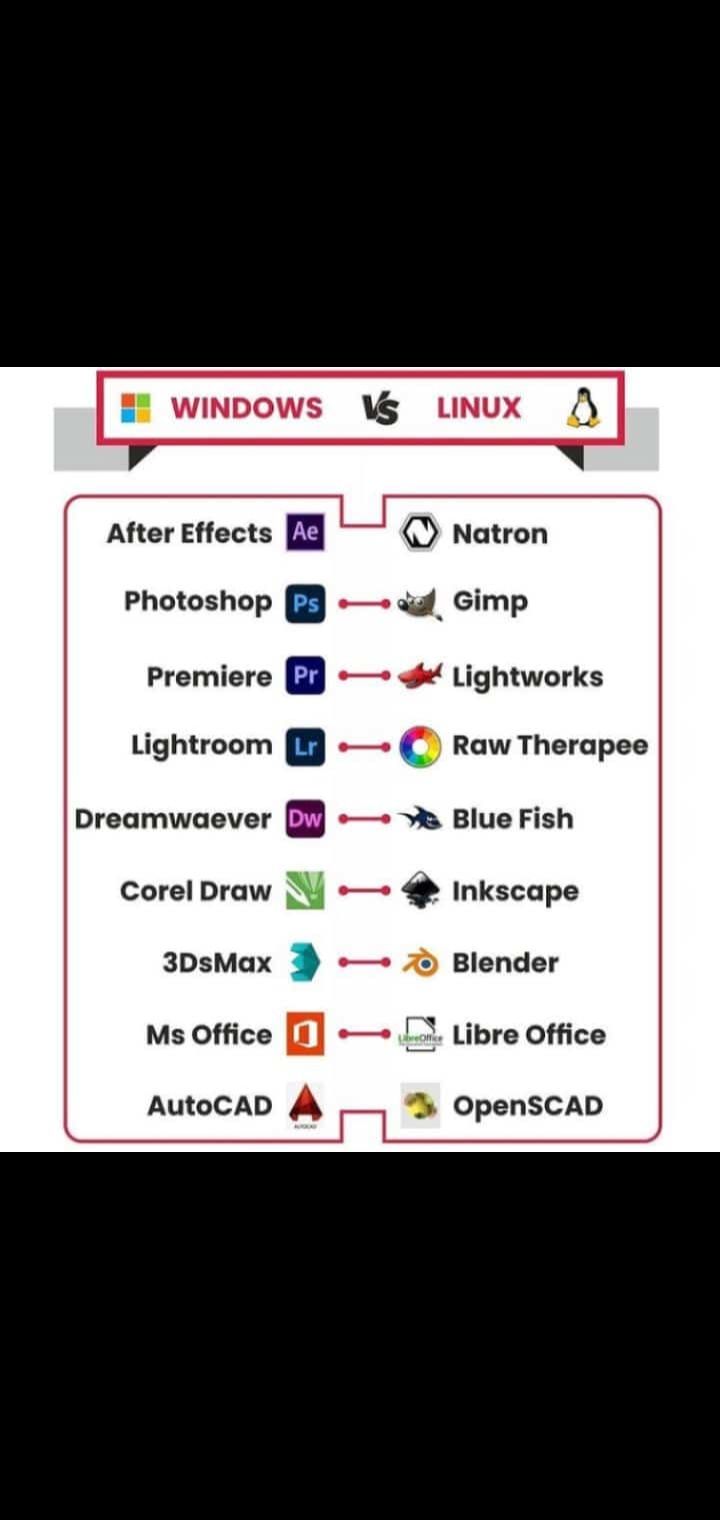 WINDOWS VS LINUX
After Effects Ae Natron
Photoshop Ps Gimp
Premiere Pr Lightworks
Lightroom Lr Raw Therapee
Dreamwaever Dw Blue Fish
Corel Draw Inkscape
3DsMax Blender
Ms Office LibreOffice Libre Office
AutoCAD OpenSCAD
AUTOCAD